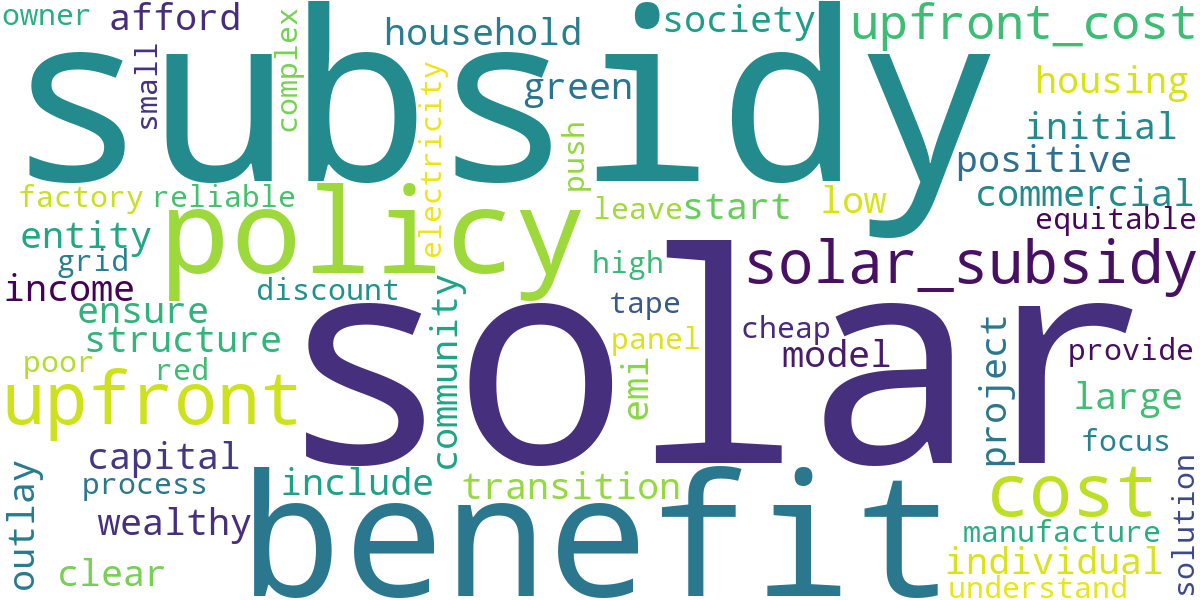 owner
afford
small
complex
household
society
upfront_cost
subsidy
green
electricity
push
housing
initial
positive
commercial
factory
reliable
policy
leave
start
low
equitable
entity
grid
income
discount
high
solar_subsidy
ensure
structure
community
tape
panel
cheap
model
provide
poor
red
upfront
emi
solar
project
large
focus
capital
process
include
transition
cost
solution
outlay
wealthy
benefit
manufacture
clear
individual
understand